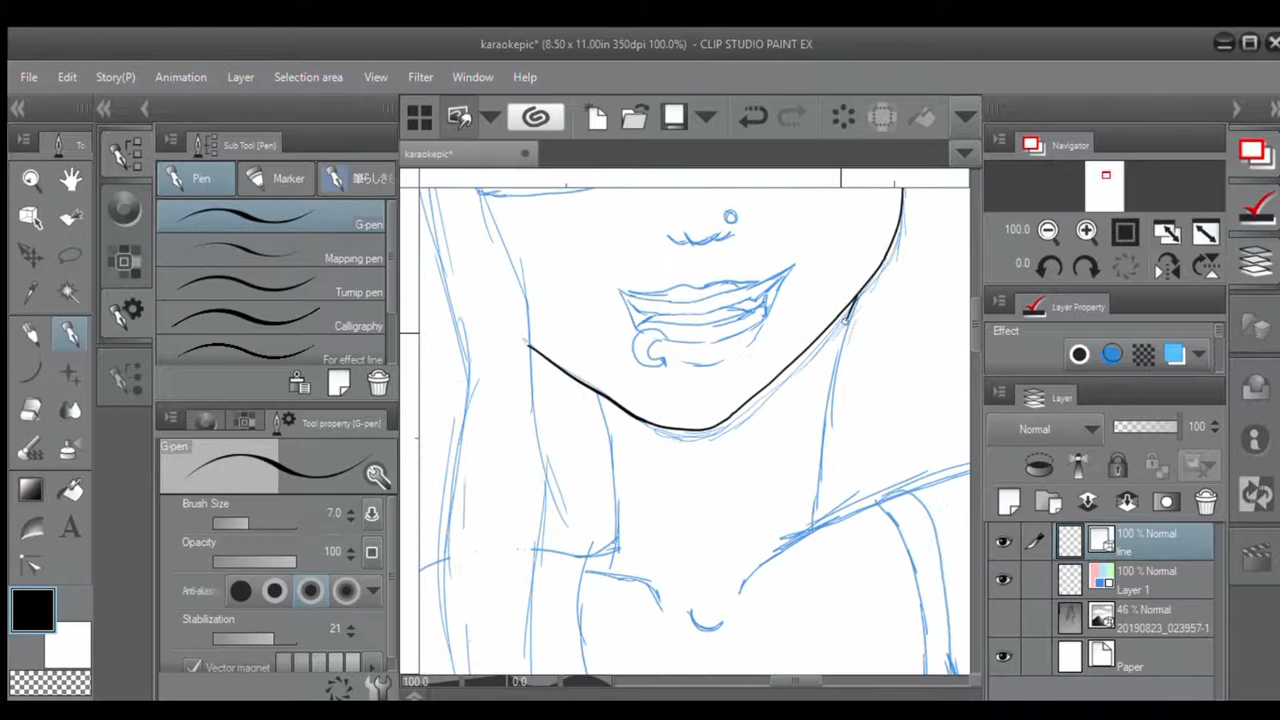 karaokepic* (8.50 x 11.00in 350dpi 100.0%) - CLIP STUDIO PAINT EX
File Edit Story(P) Animation Layer Selection area View Filter Window Help
Sub Tool [Pen]
Pen Marker
G-pen
Mapping pen
Turnip pen
Calligraphy
For effect line
Tool property [G-pen]
G-pen
Brush Size 7.0
Opacity 100
Stabilization 21
Vector magnet
karaokepic*
100.0 0.0
Navigator
100.0
0.0
Layer Property
Effect
Layer
Normal 100
100 % Normal
line
100 % Normal
Layer 1
46 % Normal
20190823_023957-1
Paper
A